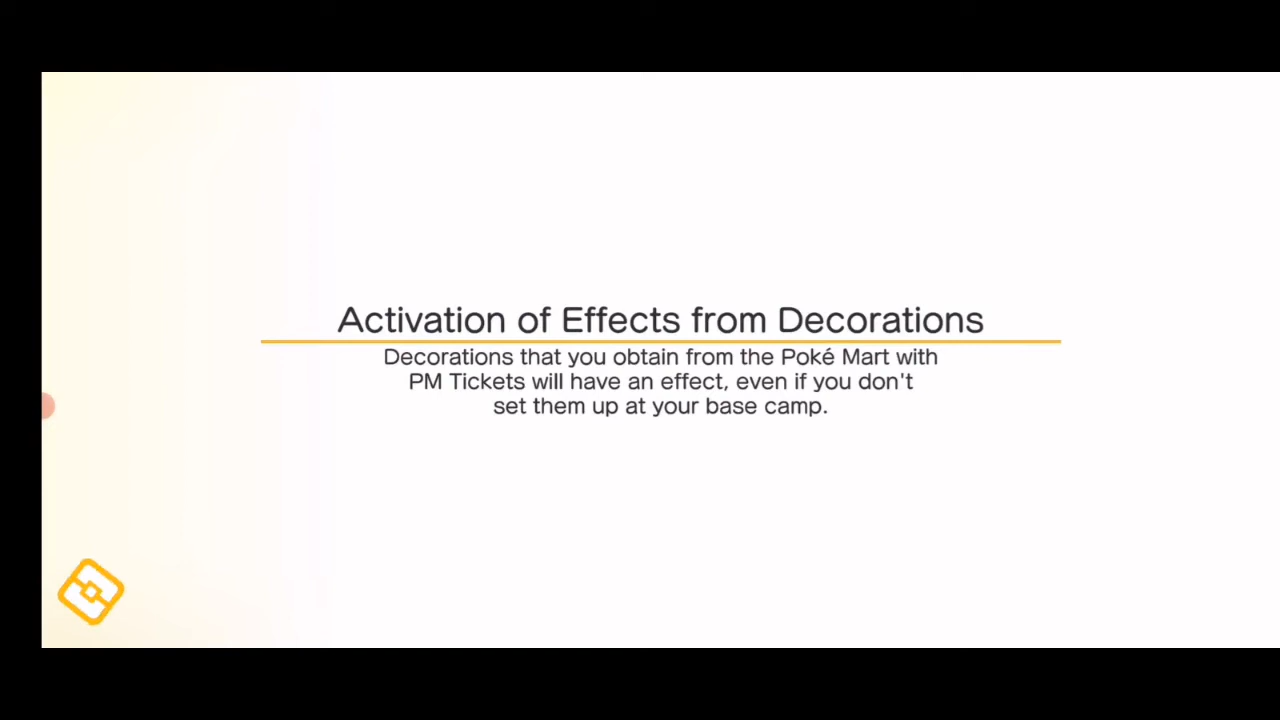 Activation of Effects from Decorations
Decorations that you obtain from the Poké Mart with
PM Tickets will have an effect, even if you don't
set them up at your base camp.